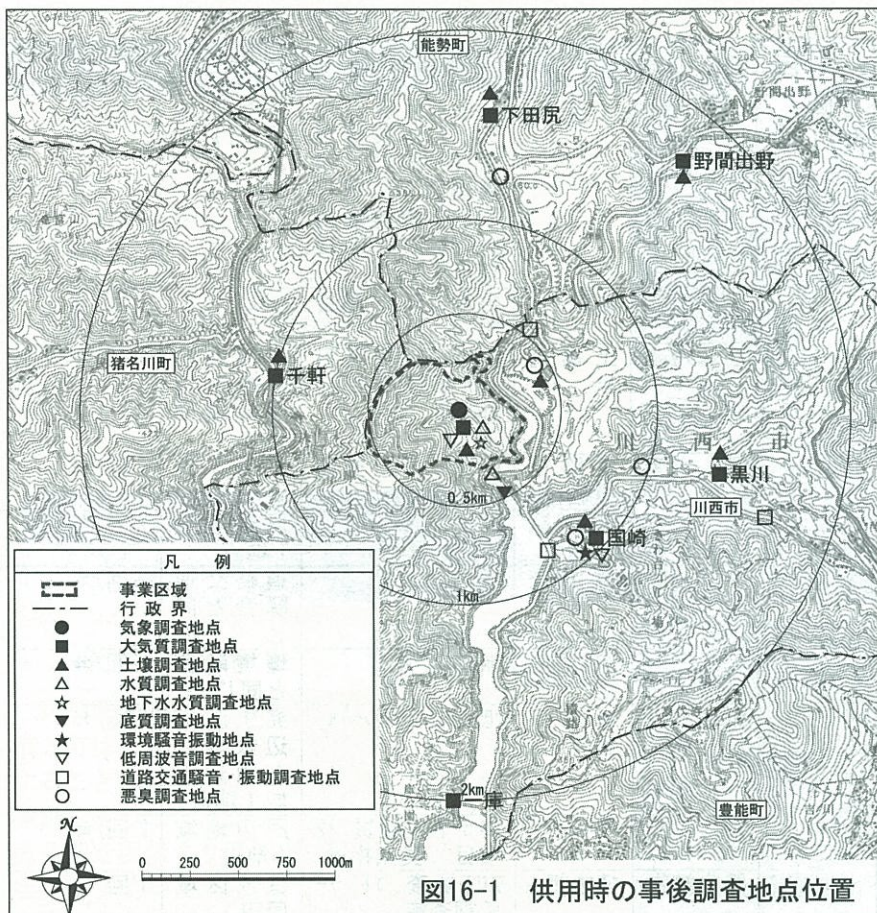 能勢町
下田尻
野間出野
野間出野
猪名川町
千軒
川西市
黒川
川西市
0.5km
国崎
1km
2km
一庫
豊能町
凡 例
事業区域
行政界
気象調査地点
大気質調査地点
土壌調査地点
水質調査地点
地下水水質調査地点
底質調査地点
環境騒音振動地点
低周波音調査地点
道路交通騒音・振動調査地点
悪臭調査地点
N
0 250 500 750 1000m
図16-1 供用時の事後調査地点位置